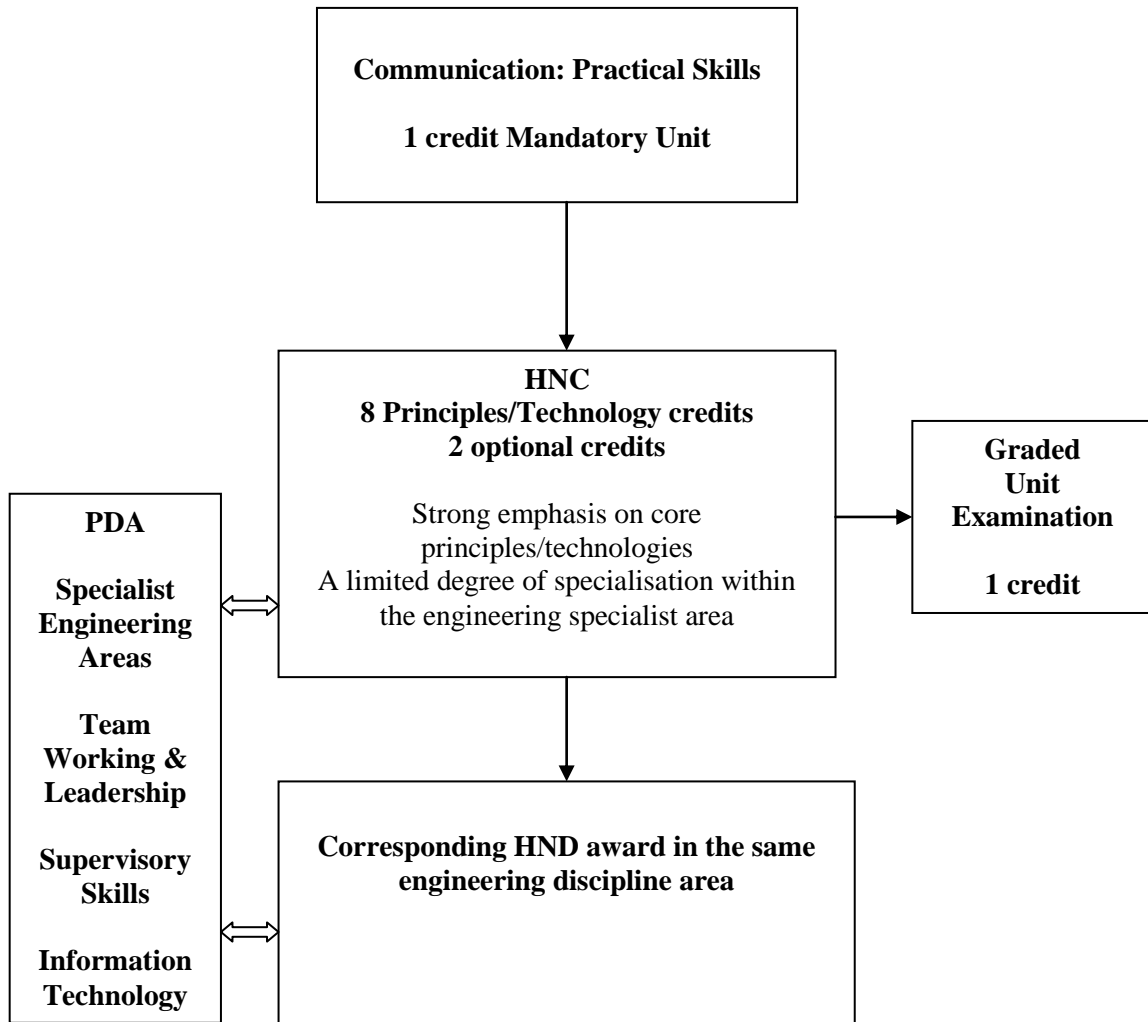 Communication: Practical Skills
1 credit Mandatory Unit
HNC
8 Principles/Technology credits
2 optional credits
Strong emphasis on core
principles/technologies
A limited degree of specialisation within
the engineering specialist area
Graded
Unit
Examination
1 credit
PDA
Specialist
Engineering
Areas
Team
Working &
Leadership
Supervisory
Skills
Information
Technology
Corresponding HND award in the same
engineering discipline area